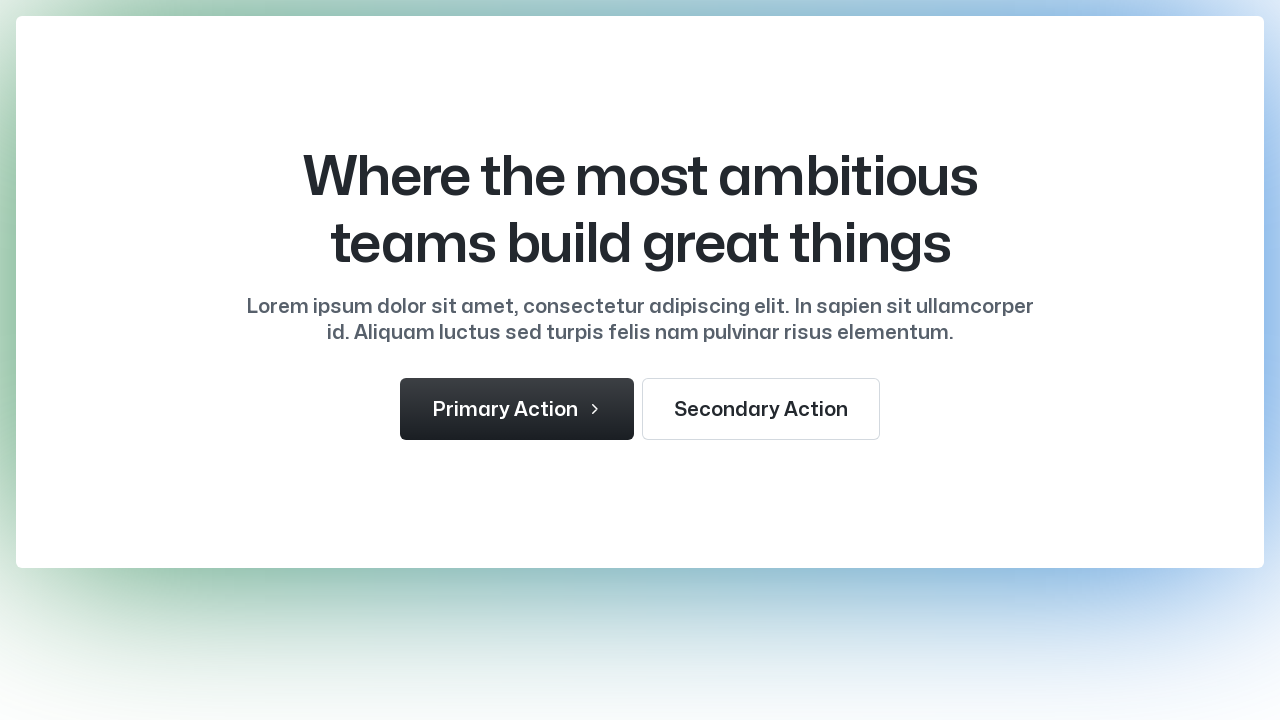 Where the most ambitious
teams build great things
Lorem ipsum dolor sit amet, consectetur adipiscing elit. In sapien sit ullamcorper
id. Aliquam luctus sed turpis felis nam pulvinar risus elementum.
Primary Action
Secondary Action